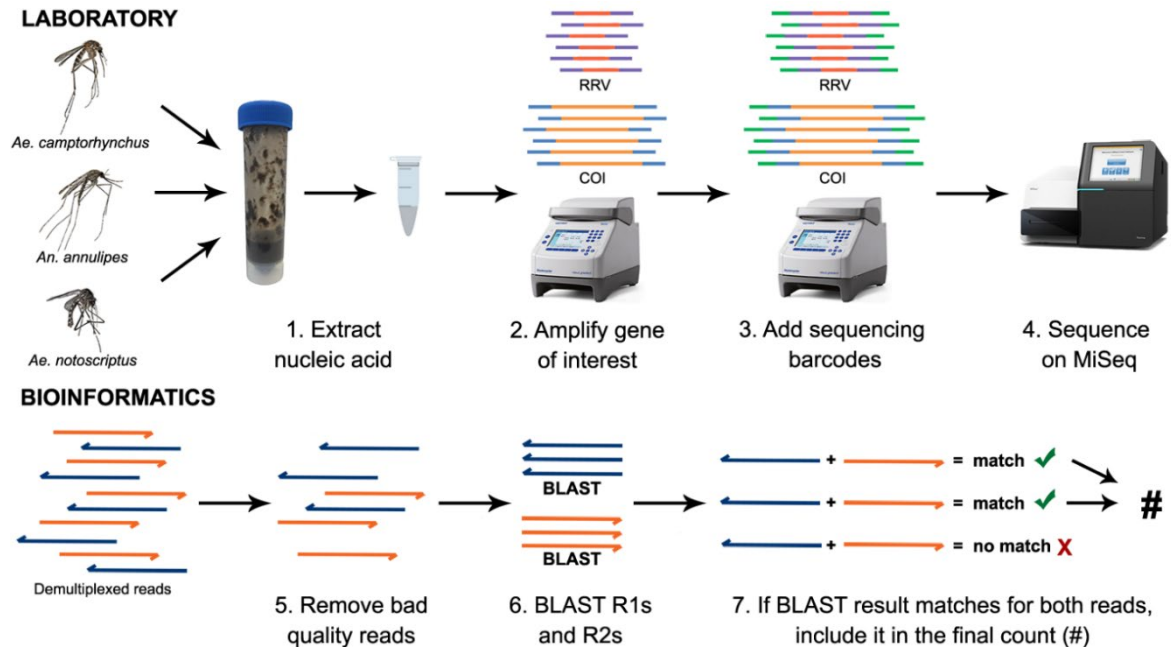 LABORATORY
Ae. camptorhynchus
An. annulipes
Ae. notoscriptus
RRV
COI
RRV
COI
1. Extract
nucleic acid
2. Amplify gene
of interest
3. Add sequencing
barcodes
4. Sequence
on MiSeq
BIOINFORMATICS
Demultiplexed reads
BLAST
BLAST
+ = match ✓
+ = match ✓
+ = no match X
#
5. Remove bad
quality reads
6. BLAST R1s
and R2s
7. If BLAST result matches for both reads,
include it in the final count (#)